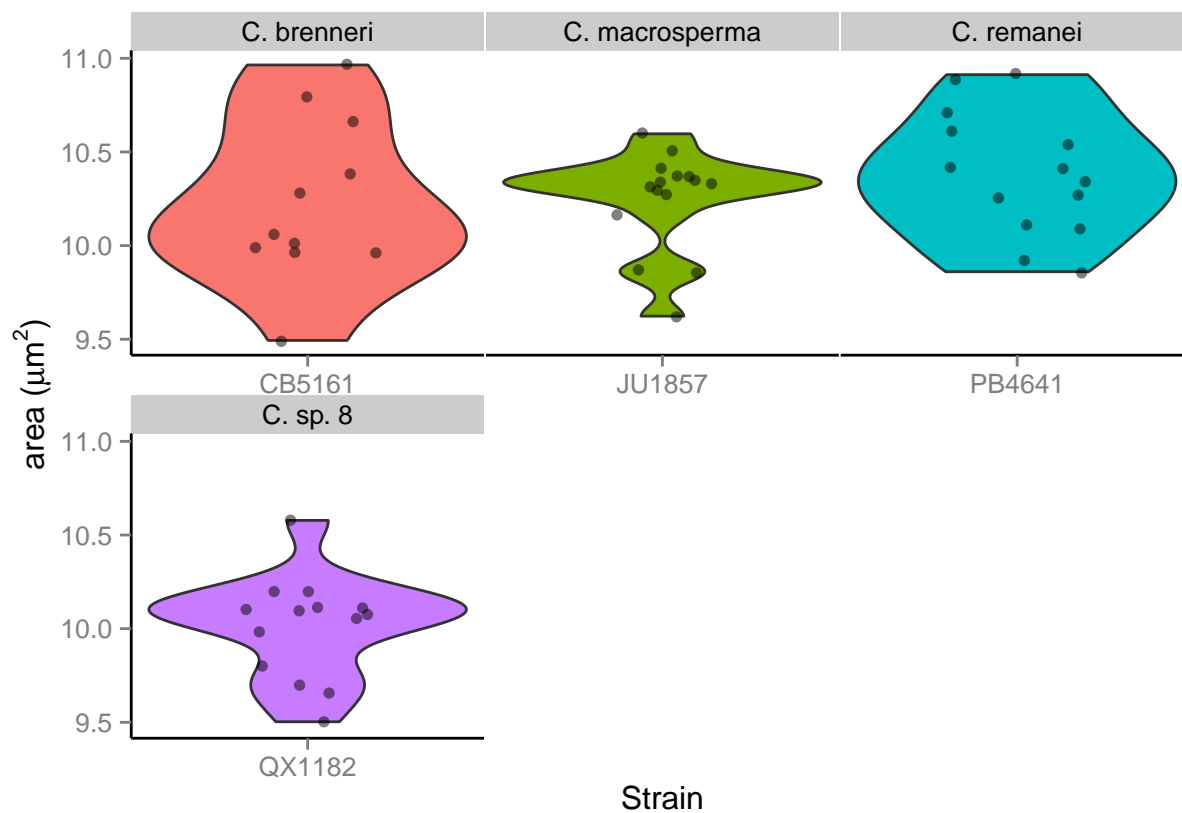 C. brenneri C. macrosperma C. remanei
11.0
10.5
10.0
9.5
CB5161 JU1857 PB4641
area (μm²)
C. sp. 8
11.0
10.5
10.0
9.5
QX1182
Strain